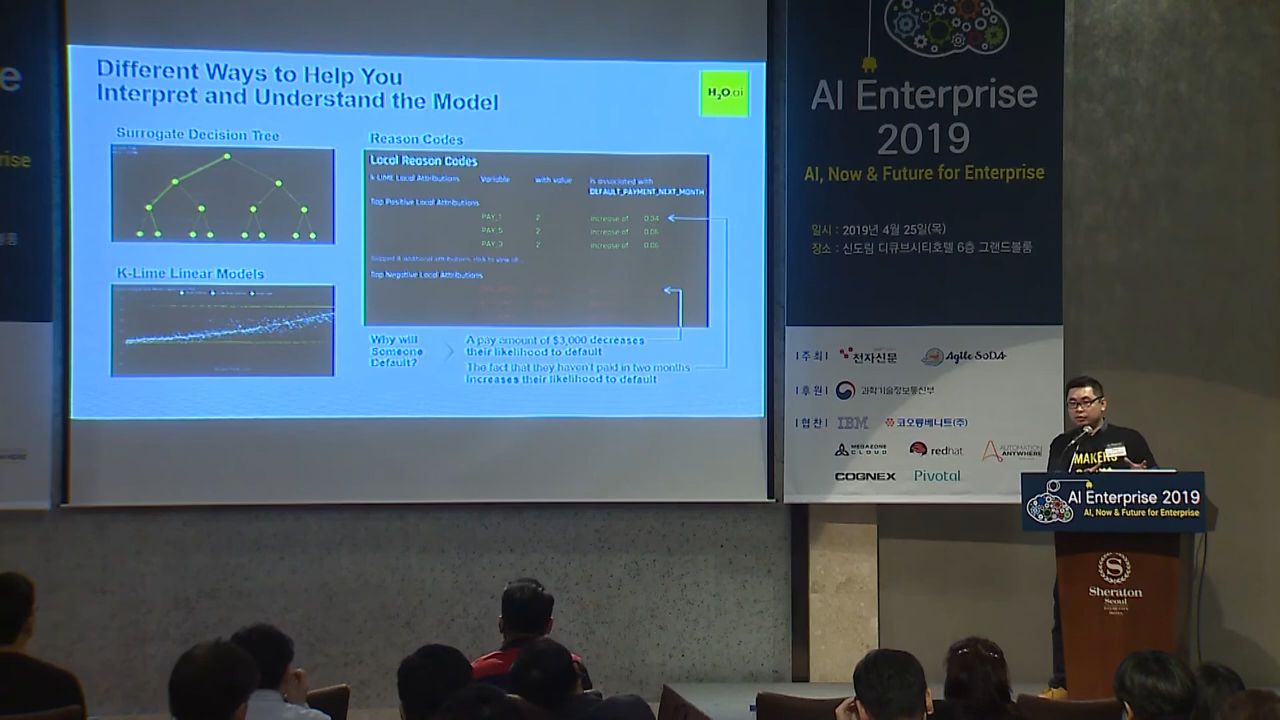 Different Ways to Help You
Interpret and Understand the Model
H2O.ai
Surrogate Decision Tree
K-Lime Linear Models
Reason Codes
Local Reason Codes
k-LIME Local Attributions Variable with value is associated with
DEFAULT_PAYMENT_NEXT_MONTH
Top Positive Local Attributions
PAY_1 2 increase of 0.34
PAY_5 2 increase of 0.06
PAY_3 2 increase of 0.06
Top Negative Local Attributions
Why will
Someone
Default?
A pay amount of $3,000 decreases
their likelihood to default
The fact that they haven't paid in two months
Increases their likelihood to default
e
rise
AI Enterprise
2019
AI, Now & Future for Enterprise
일시 : 2019년 4월 25일(목)
장소 : 신도림 디큐브시티호텔 6층 그랜드볼룸
|주최| 전자신문 Agile SoDA
|후원| 과학기술정보통신부
|협찬| IBM 코오롱베니트(주)
MEGAZONE CLOUD redhat AUTOMATION ANYWHERE
COGNEX Pivotal
MAKERS
AI Enterprise 2019
AI, Now & Future for Enterprise
S
Sheraton
Seoul